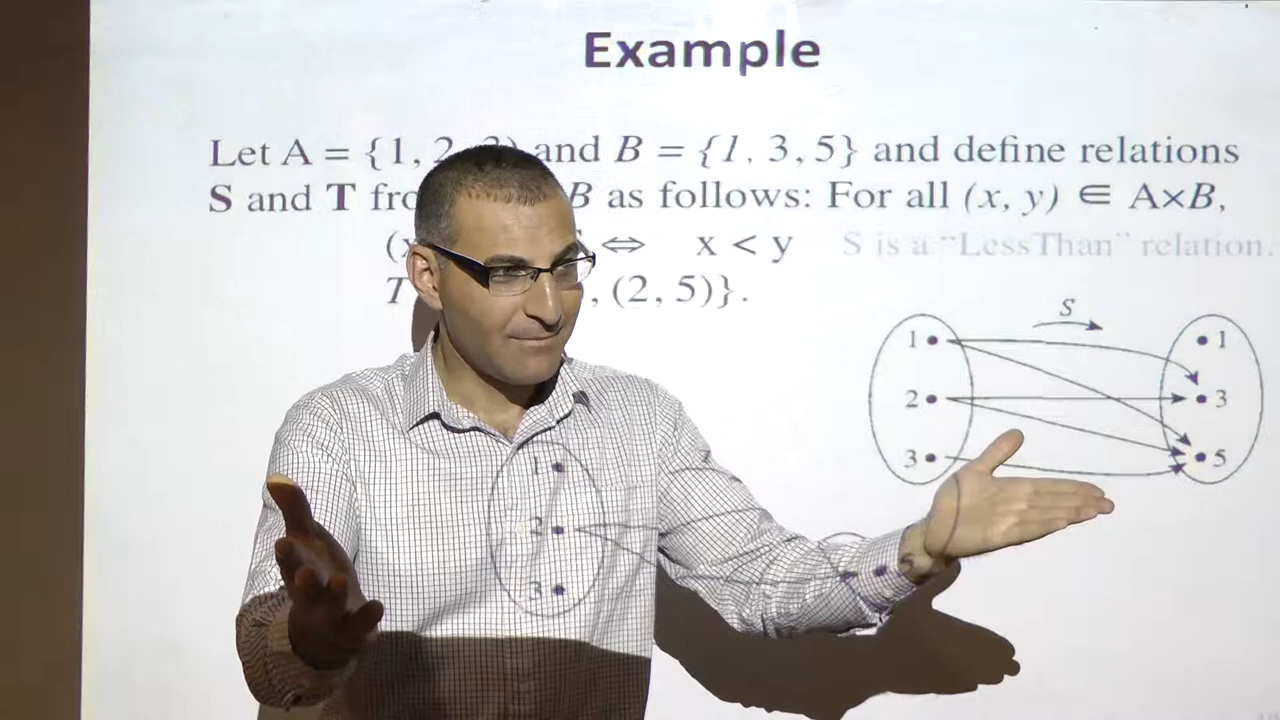 Example
Let A = {1, 2, 3} and B = {1, 3, 5} and define relations
S and T B as follows: For all (x, y) ∈ A×B,
⇔ x < y S is a "LessThan" relation.
T , (2, 5)}.
S
1 1
2 3
3 5
1
2
3